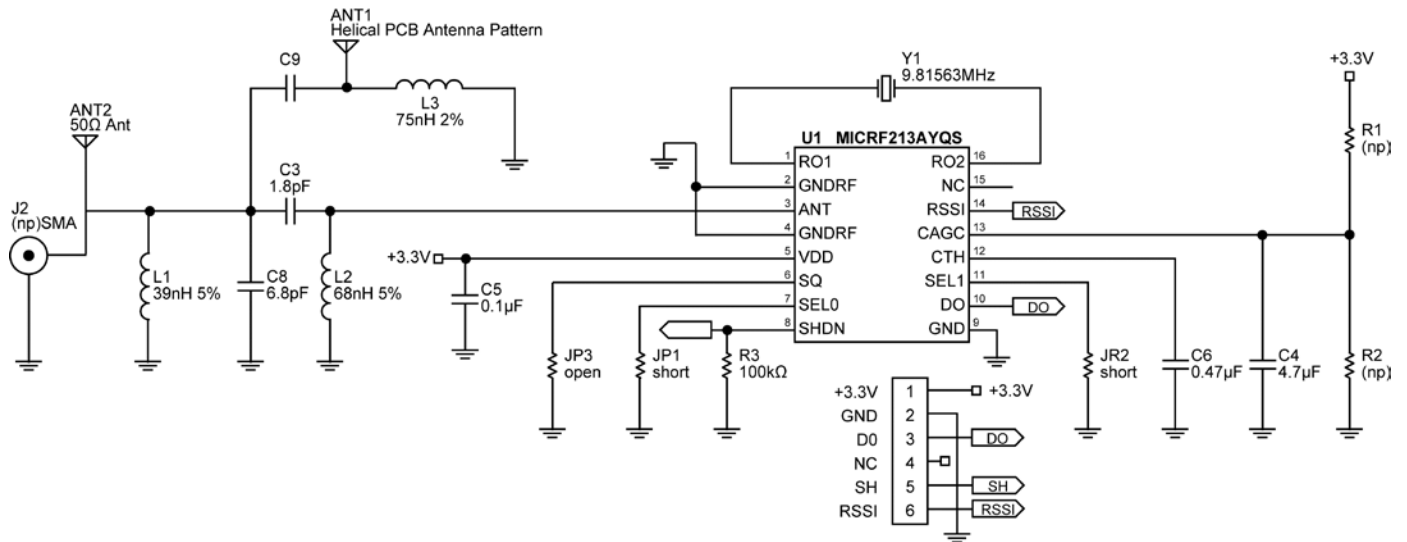 ANT1
Helical PCB Antenna Pattern
C9
L3
75nH 2%
ANT2
50Ω Ant
C3
1.8pF
J2
(np)SMA
L1
39nH 5%
C8
6.8pF
L2
68nH 5%
+3.3V
C5
0.1µF
Y1
9.81563MHz
U1 MICRF213AYQS
1 RO1
2 GNDRF
3 ANT
4 GNDRF
5 VDD
6 SQ
7 SEL0
8 SHDN
RO2 16
NC 15
RSSI 14 RSSI
CAGC 13
CTH 12
SEL1 11
DO 10 DO
GND 9
+3.3V
R1
(np)
R2
(np)
JP3
open
JP1
short
R3
100kΩ
JR2
short
C6
0.47µF
C4
4.7µF
+3.3V 1 +3.3V
GND 2
D0 3 DO
NC 4
SH 5 SH
RSSI 6 RSSI